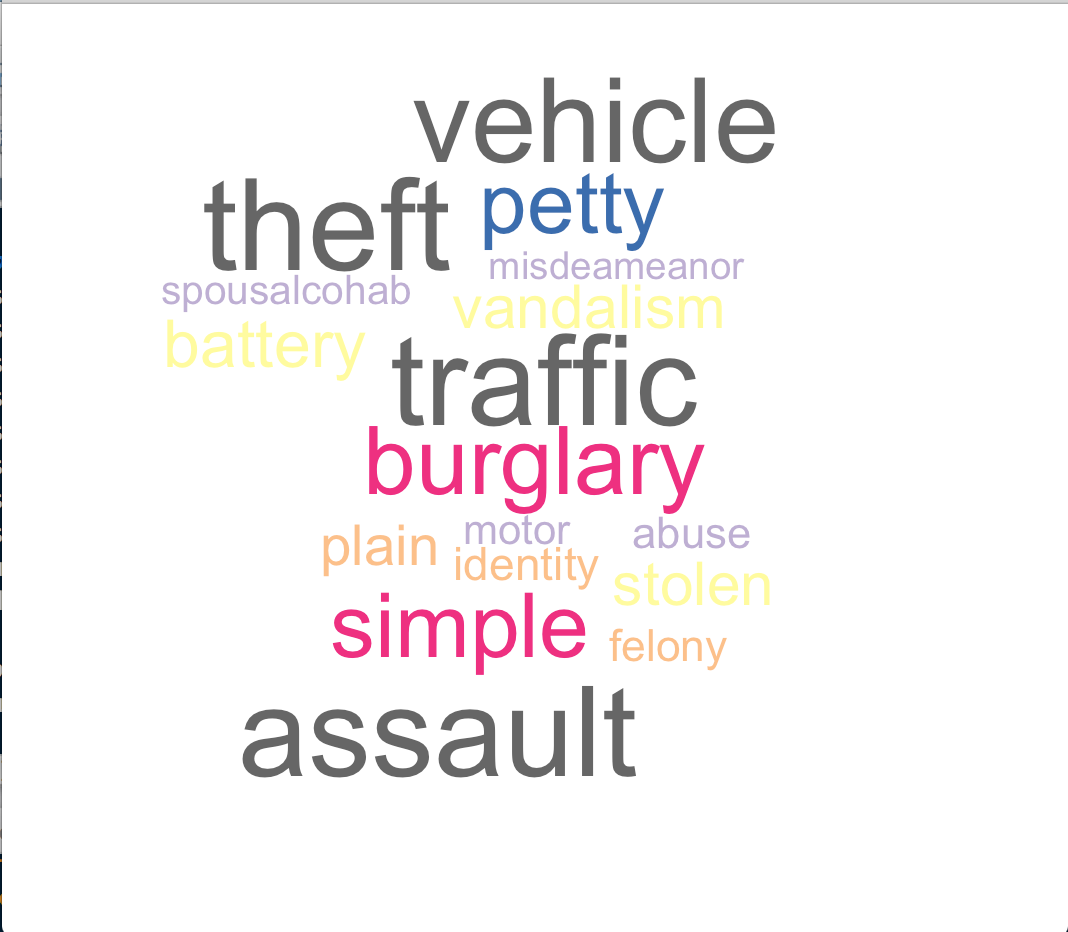 vehicle
theft petty
misdeameanor
spousalcohab vandalism
battery
traffic
burglary
plain motor abuse
identity stolen
simple felony
assault